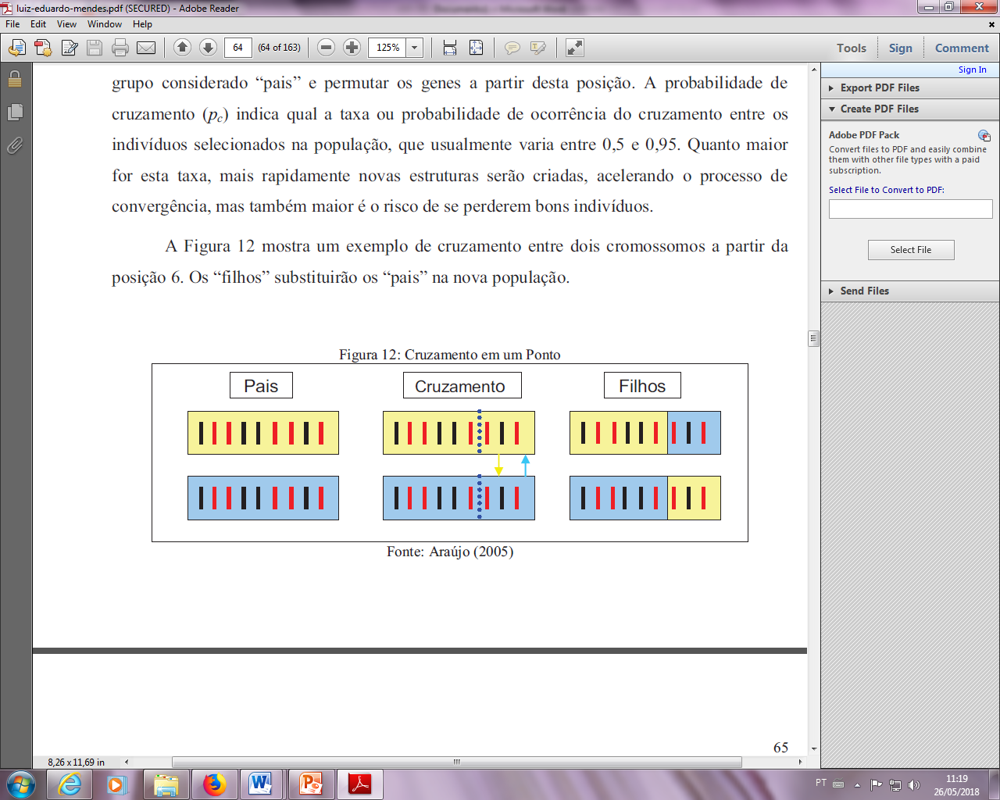 luiz-eduardo-mendes.pdf (SECURED) - Adobe Reader
File Edit View Window Help
64 (64 of 163) 125% Tools Sign Comment
Sign In
Export PDF Files
Create PDF Files
Adobe PDF Pack
Convert files to PDF and easily combine
them with other file types with a paid
subscription.
Select File to Convert to PDF:
Select File
Send Files
grupo considerado “pais” e permutar os genes a partir desta posição. A probabilidade de
cruzamento (pc) indica qual a taxa ou probabilidade de ocorrência do cruzamento entre os
indivíduos selecionados na população, que usualmente varia entre 0,5 e 0,95. Quanto maior
for esta taxa, mais rapidamente novas estruturas serão criadas, acelerando o processo de
convergência, mas também maior é o risco de se perderem bons indivíduos.
A Figura 12 mostra um exemplo de cruzamento entre dois cromossomos a partir da
posição 6. Os “filhos” substituirão os “pais” na nova população.
Figura 12: Cruzamento em um Ponto
Pais Cruzamento Filhos
Fonte: Araújo (2005)
65
8,26 x 11,69 in
PT 11:19
26/05/2018